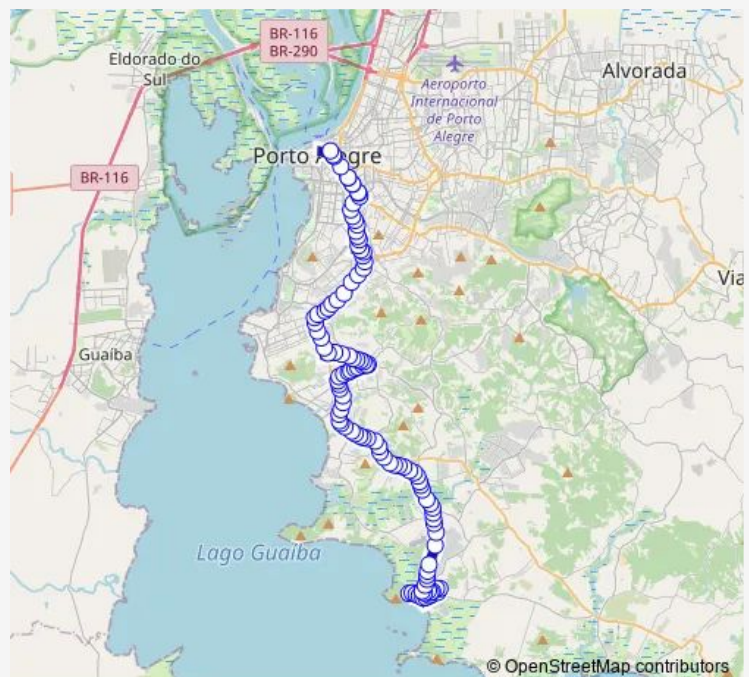 BR-116
BR-290
Eldorado do
Sul
Alvorada
Aeroporto
Internacional
de Porto
Alegre
Porto Alegre
BR-116
Via
Guaíba
Lago Guaíba
© OpenStreetMap contributors